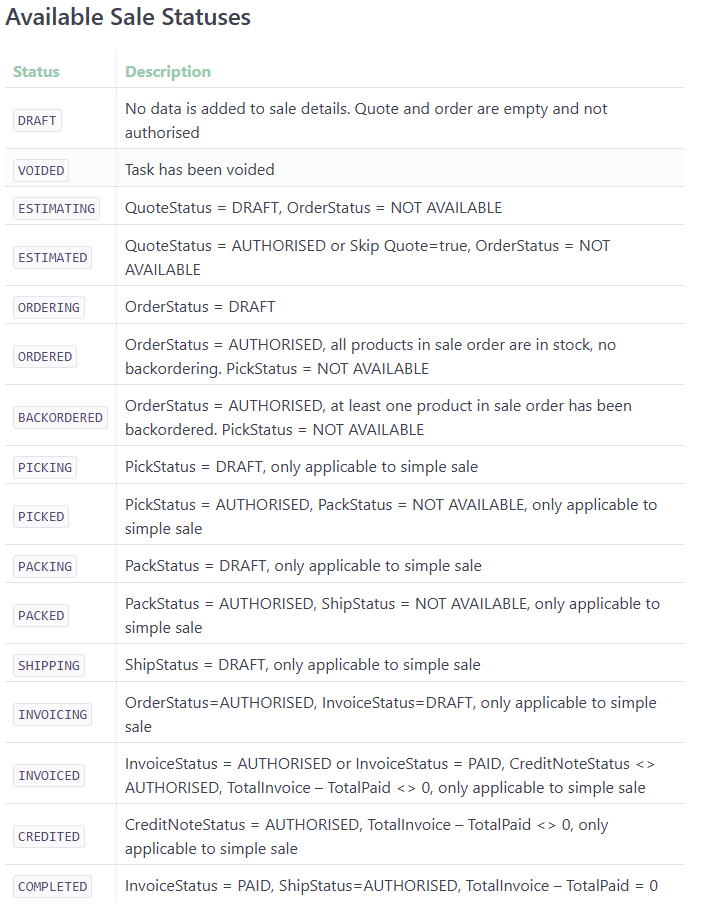 Available Sale Statuses
Status Description
DRAFT No data is added to sale details. Quote and order are empty and not
authorised
VOIDED Task has been voided
ESTIMATING QuoteStatus = DRAFT, OrderStatus = NOT AVAILABLE
ESTIMATED QuoteStatus = AUTHORISED or Skip Quote=true, OrderStatus = NOT
AVAILABLE
ORDERING OrderStatus = DRAFT
ORDERED OrderStatus = AUTHORISED, all products in sale order are in stock, no
backordering. PickStatus = NOT AVAILABLE
BACKORDERED OrderStatus = AUTHORISED, at least one product in sale order has been
backordered. PickStatus = NOT AVAILABLE
PICKING PickStatus = DRAFT, only applicable to simple sale
PICKED PickStatus = AUTHORISED, PackStatus = NOT AVAILABLE, only applicable to
simple sale
PACKING PackStatus = DRAFT, only applicable to simple sale
PACKED PackStatus = AUTHORISED, ShipStatus = NOT AVAILABLE, only applicable to
simple sale
SHIPPING ShipStatus = DRAFT, only applicable to simple sale
INVOICING OrderStatus=AUTHORISED, InvoiceStatus=DRAFT, only applicable to simple
sale
INVOICED InvoiceStatus = AUTHORISED or InvoiceStatus = PAID, CreditNoteStatus <>
AUTHORISED, TotalInvoice – TotalPaid <> 0, only applicable to simple sale
CREDITED CreditNoteStatus = AUTHORISED, TotalInvoice – TotalPaid <> 0, only
applicable to simple sale
COMPLETED InvoiceStatus = PAID, ShipStatus=AUTHORISED, TotalInvoice – TotalPaid = 0